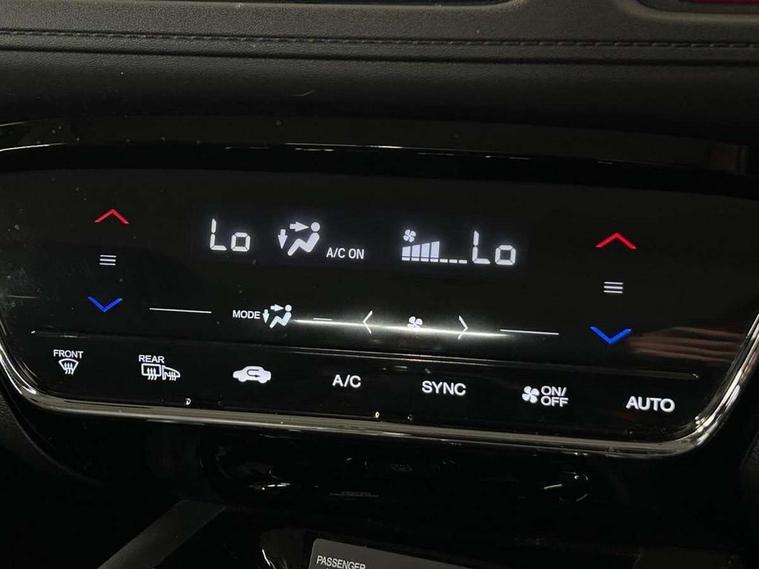 Lo A/C ON Lo
MODE
FRONT
REAR
A/C
SYNC
ON/
OFF
AUTO
PASSENGER